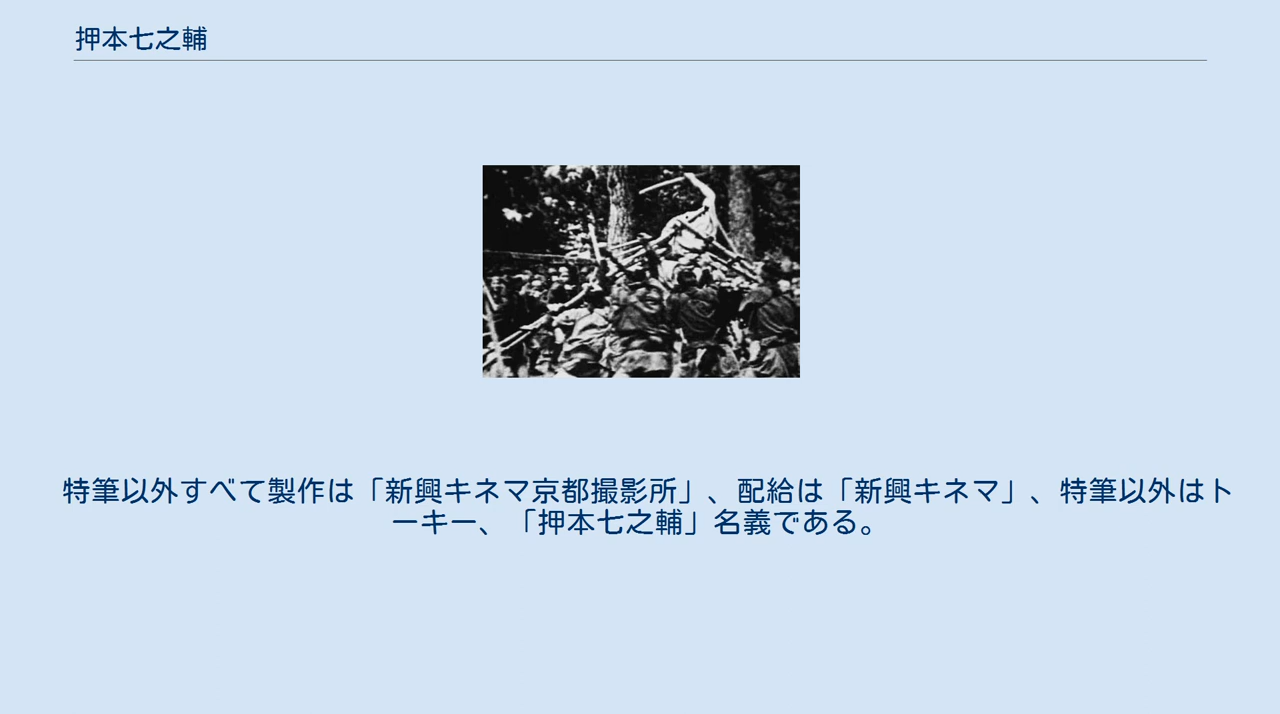 押本七之輔
特筆以外すべて製作は「新興キネマ京都撮影所」、配給は「新興キネマ」、特筆以外はト
ーキー、「押本七之輔」名義である。